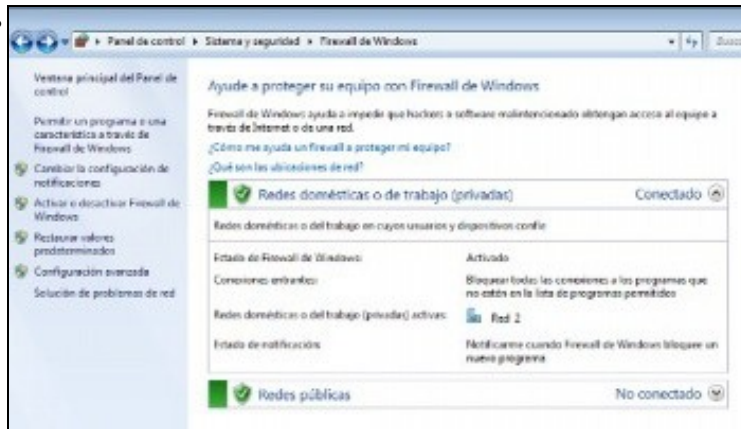 Panel de control ▸ Sistema y seguridad ▸ Firewall de Windows
Ventana principal del Panel de
control
Permitir un programa o una
característica a través de
Firewall de Windows
Cambiar la configuración de
notificaciones
Activar o desactivar Firewall de
Windows
Restaurar valores
predeterminados
Configuración avanzada
Solución de problemas de red
Ayude a proteger su equipo con Firewall de Windows
Firewall de Windows ayuda a impedir que hackers o software malintencionado obtengan acceso al equipo a
través de Internet o de una red.
¿Cómo me ayuda un firewall a proteger mi equipo?
¿Qué son las ubicaciones de red?
Redes domésticas o de trabajo (privadas) Conectado
Redes domésticas o del trabajo en cuyos usuarios y dispositivos confía
Estado de Firewall de Windows: Activado
Conexiones entrantes: Bloquear todas las conexiones a los programas que
no estén en la lista de programas permitidos
Redes domésticas o del trabajo (privadas) activas: Red 2
Estado de notificación: Notificarme cuando Firewall de Windows bloquee un
nuevo programa
Redes públicas No conectado